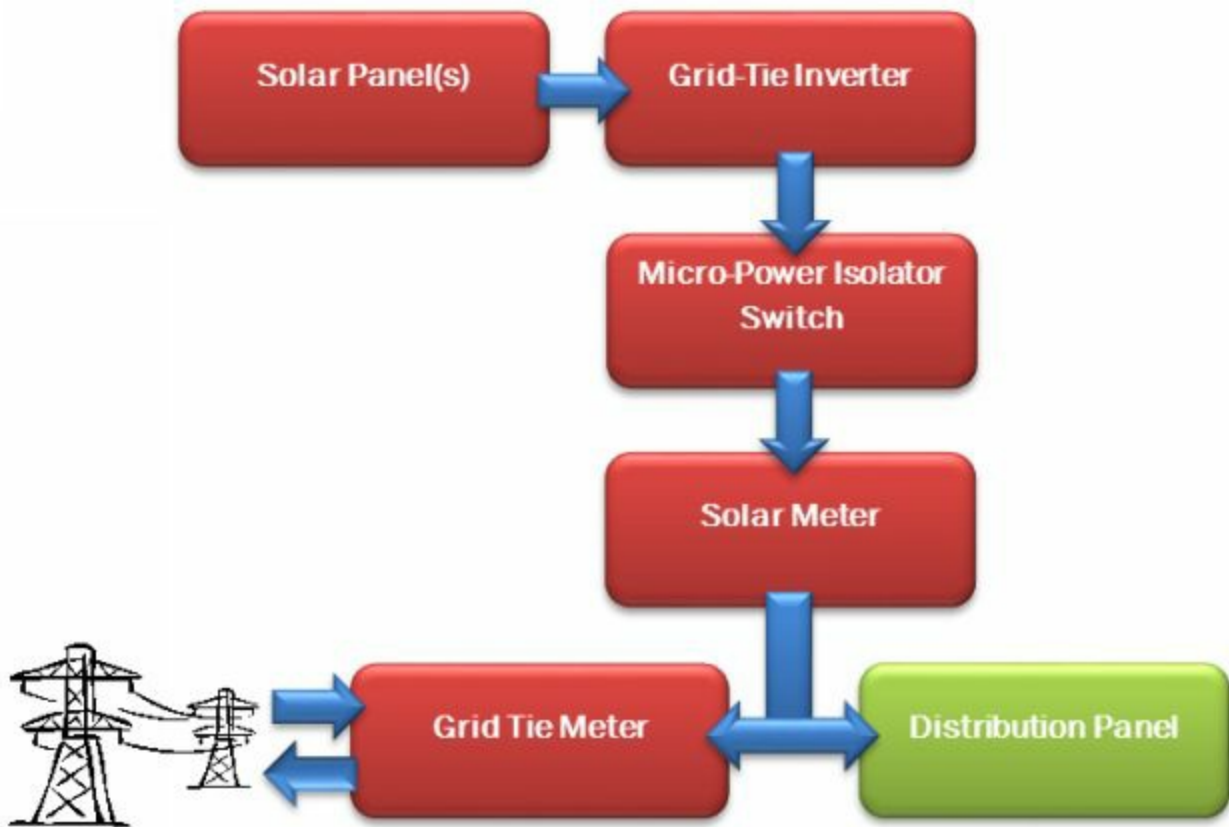 Solar Panel(s)
Grid-Tie Inverter
Micro-Power Isolator
Switch
Solar Meter
Grid Tie Meter
Distribution Panel